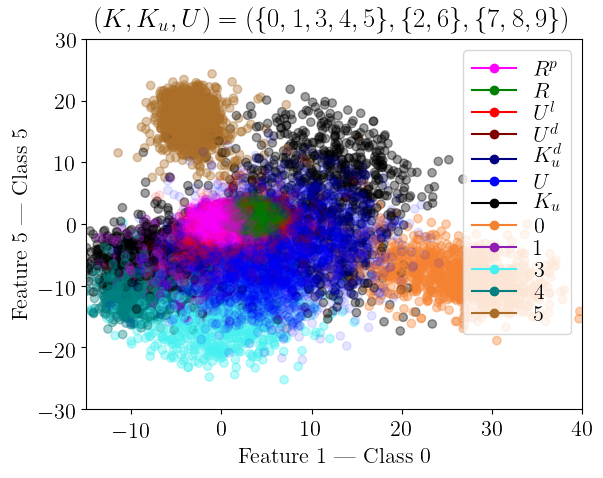 (K, K_u, U) = ({0, 1, 3, 4, 5}, {2, 6}, {7, 8, 9})
30
20
10
0
−10
−20
−30
Feature 5 — Class 5
R^p
R
U^l
U^d
K_u^d
U
K_u
0
1
3
4
5
−10 0 10 20 30 40
Feature 1 — Class 0